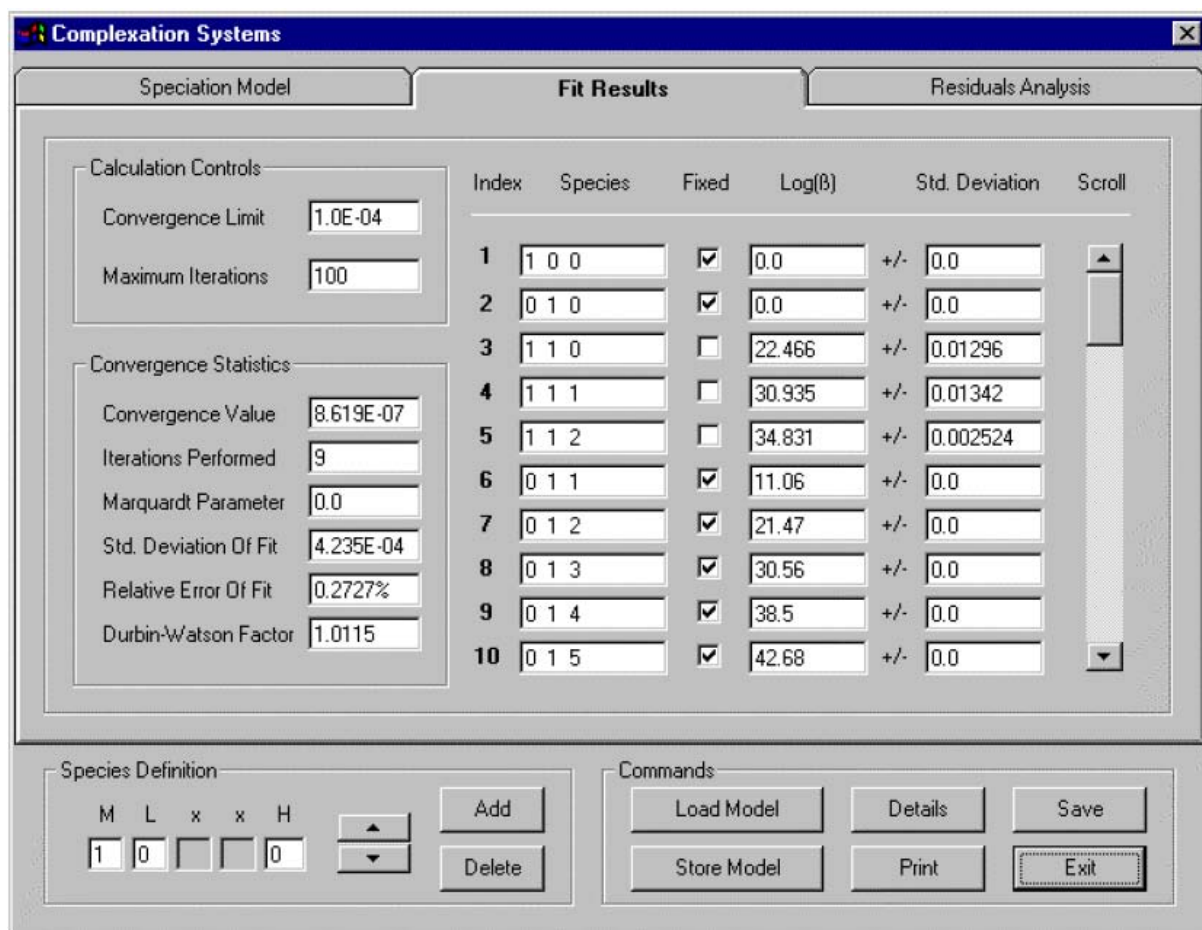 Complexation Systems
Speciation Model Fit Results Residuals Analysis
Calculation Controls
Convergence Limit 1.0E-04
Maximum Iterations 100
Convergence Statistics
Convergence Value 8.619E-07
Iterations Performed 9
Marquardt Parameter 0.0
Std. Deviation Of Fit 4.235E-04
Relative Error Of Fit 0.2727%
Durbin-Watson Factor 1.0115
Index Species Fixed Log(ß) Std. Deviation Scroll
1 1 0 0 0.0 +/- 0.0
2 0 1 0 0.0 +/- 0.0
3 1 1 0 22.466 +/- 0.01296
4 1 1 1 30.935 +/- 0.01342
5 1 1 2 34.831 +/- 0.002524
6 0 1 1 11.06 +/- 0.0
7 0 1 2 21.47 +/- 0.0
8 0 1 3 30.56 +/- 0.0
9 0 1 4 38.5 +/- 0.0
10 0 1 5 42.68 +/- 0.0
Species Definition
M L x x H
1 0 0
Add
Delete
Commands
Load Model Details Save
Store Model Print Exit